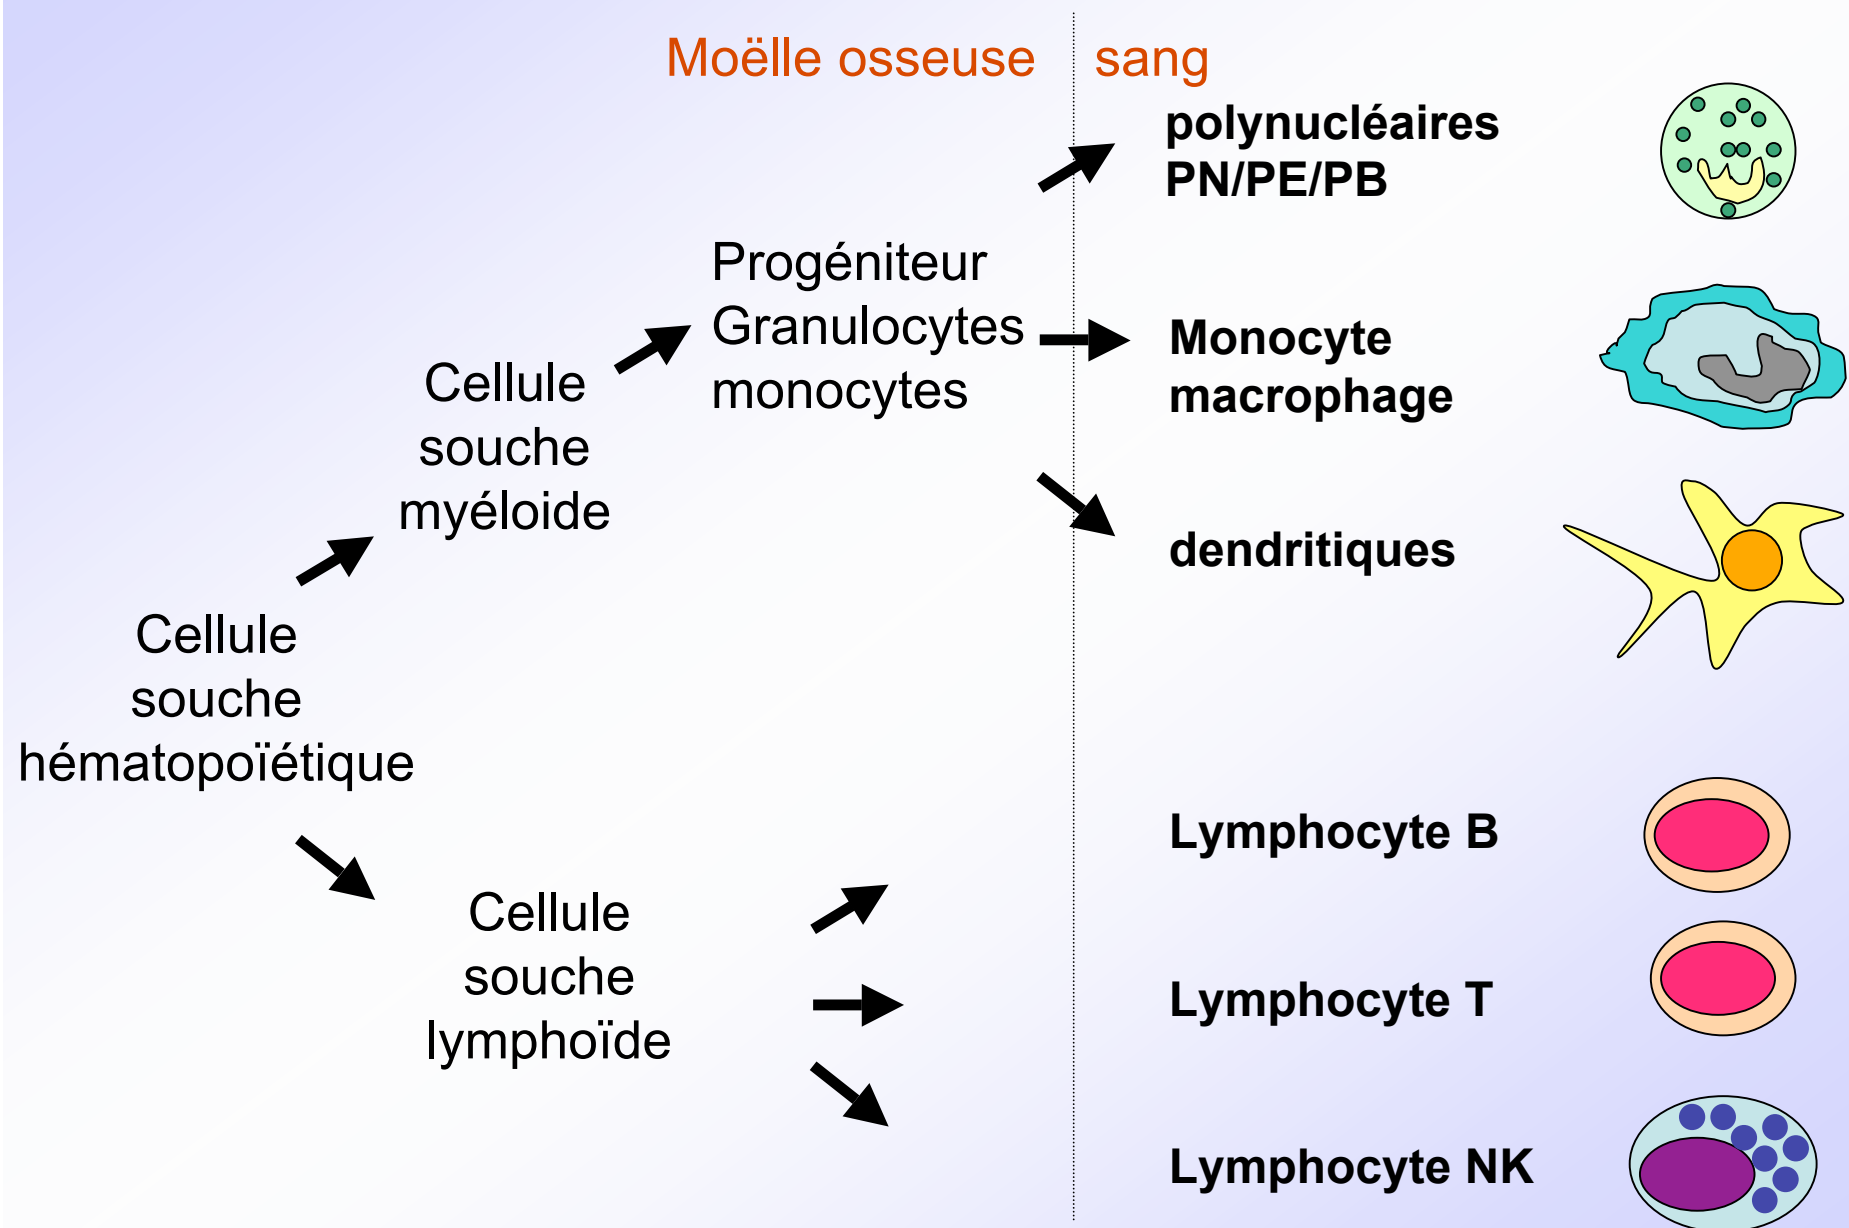 Moëlle osseuse
sang
polynucléaires
PN/PE/PB
Progéniteur
Granulocytes
monocytes
Monocyte
macrophage
Cellule
souche
myéloide
dendritiques
Cellule
souche
hématopoïétique
Lymphocyte B
Cellule
souche
lymphoïde
Lymphocyte T
Lymphocyte NK